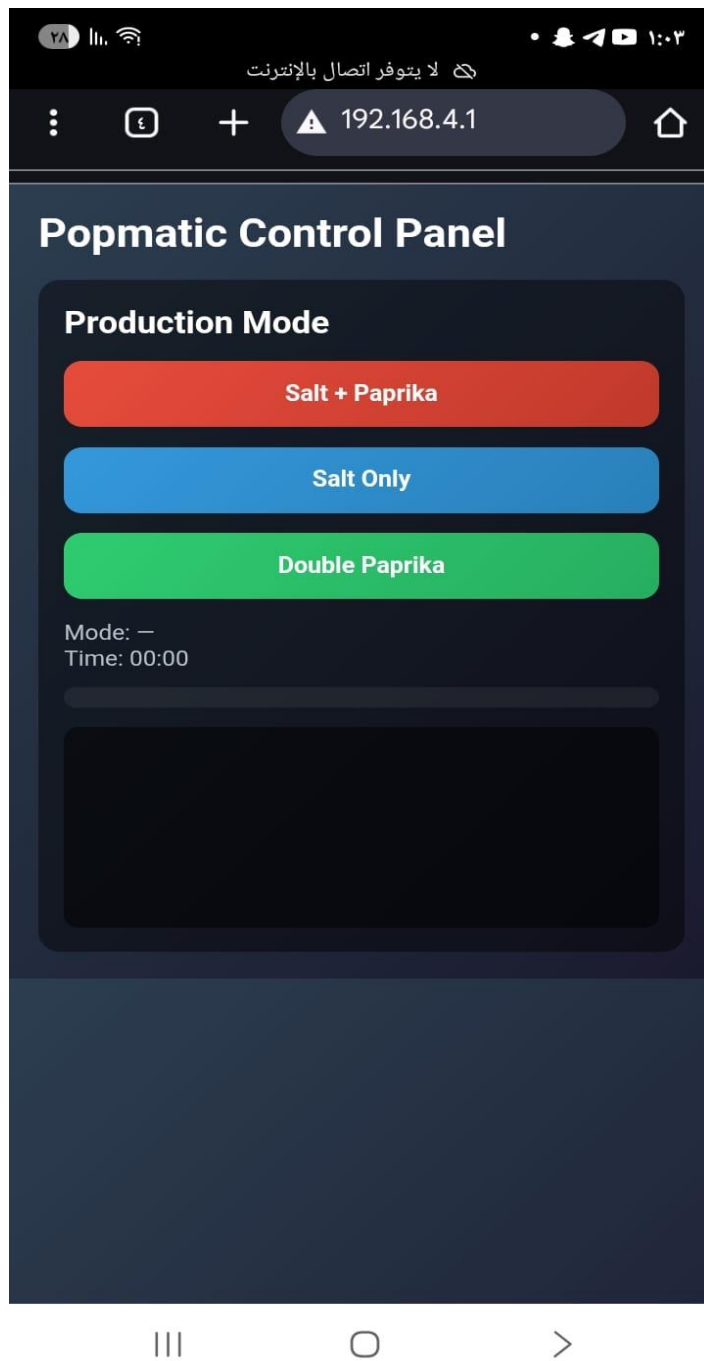 ٢٨ ١:٠٣
لا يتوفر اتصال بالإنترنت
٤ 192.168.4.1
Popmatic Control Panel
Production Mode
Salt + Paprika
Salt Only
Double Paprika
Mode: —
Time: 00:00